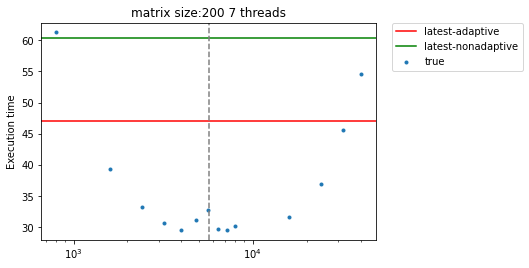 matrix size:200 7 threads
latest-adaptive
latest-nonadaptive
true
Execution time
60
55
50
45
40
35
30
10³
10⁴